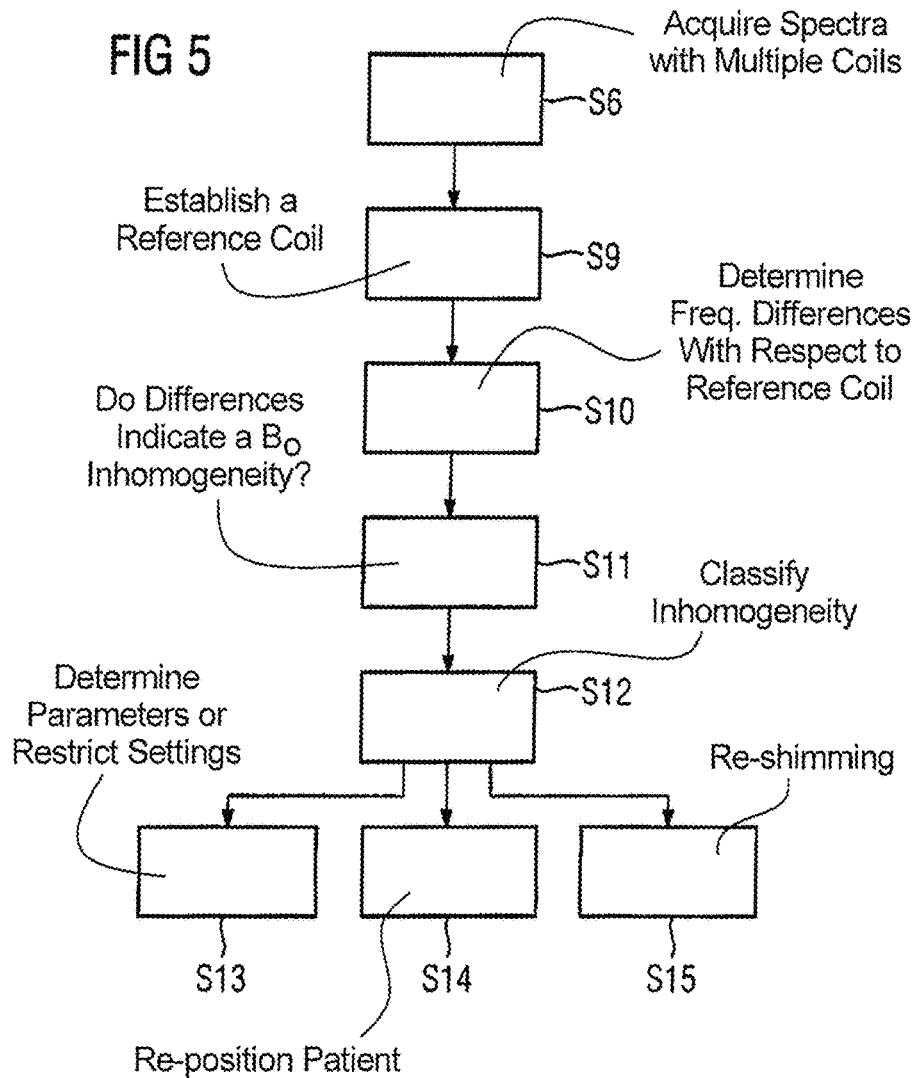 FIG 5
Acquire Spectra
with Multiple Coils
S6
Establish a
Reference Coil
S9
Determine
Freq. Differences
With Respect to
Reference Coil
S10
Do Differences
Indicate a B₀
Inhomogeneity?
S11
Classify
Inhomogeneity
S12
Determine
Parameters or
Restrict Settings
Re-shimming
S13
S14
S15
Re-position Patient